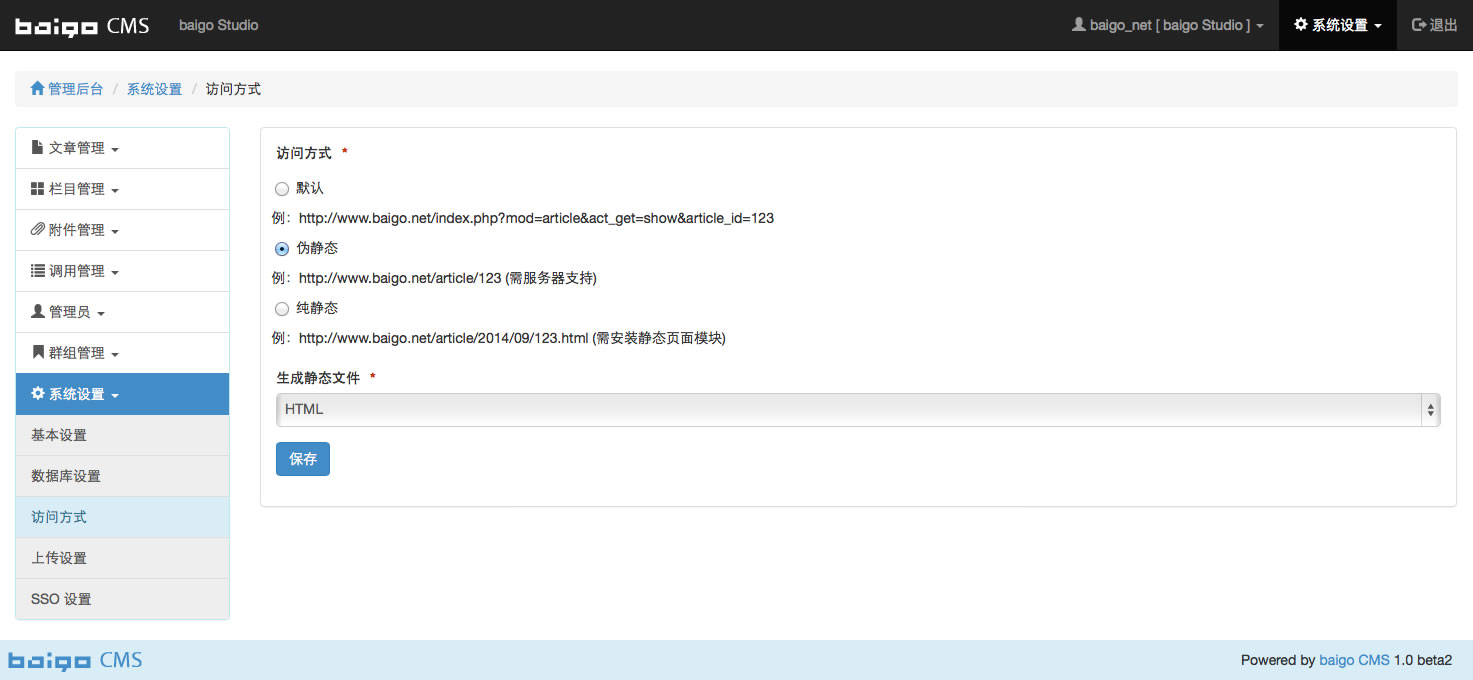 baigo CMS baigo Studio baigo_net [ baigo Studio ] 系统设置 退出
管理后台 / 系统设置 / 访问方式
文章管理
栏目管理
附件管理
调用管理
管理员
群组管理
系统设置
基本设置
数据库设置
访问方式
上传设置
SSO 设置
访问方式 *
默认
例：http://www.baigo.net/index.php?mod=article&act_get=show&article_id=123
伪静态
例：http://www.baigo.net/article/123 (需服务器支持)
纯静态
例：http://www.baigo.net/article/2014/09/123.html (需安装静态页面模块)
生成静态文件 *
HTML
保存
baigo CMS Powered by baigo CMS 1.0 beta2